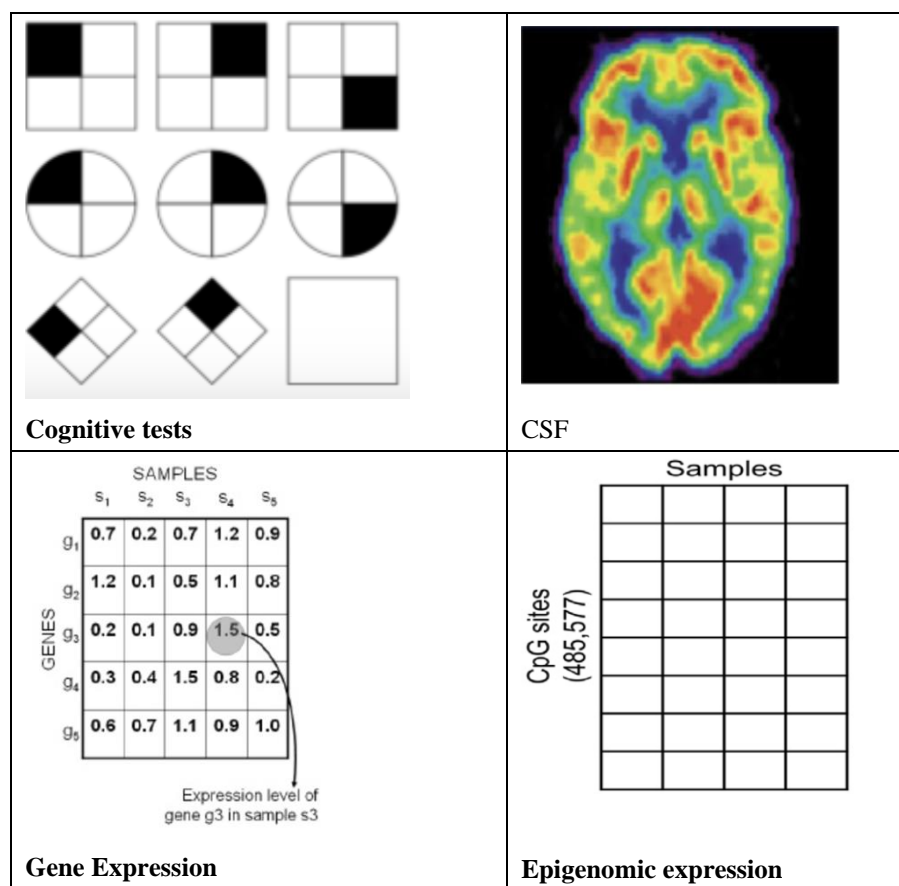 Cognitive tests
CSF
SAMPLES
s1 s2 s3 s4 s5
GENES
g1 0.7 0.2 0.7 1.2 0.9
g2 1.2 0.1 0.5 1.1 0.8
g3 0.2 0.1 0.9 1.5 0.5
g4 0.3 0.4 1.5 0.8 0.2
g5 0.6 0.7 1.1 0.9 1.0
Expression level of
gene g3 in sample s3
Gene Expression
Samples
CpG sites
(485,577)
Epigenomic expression